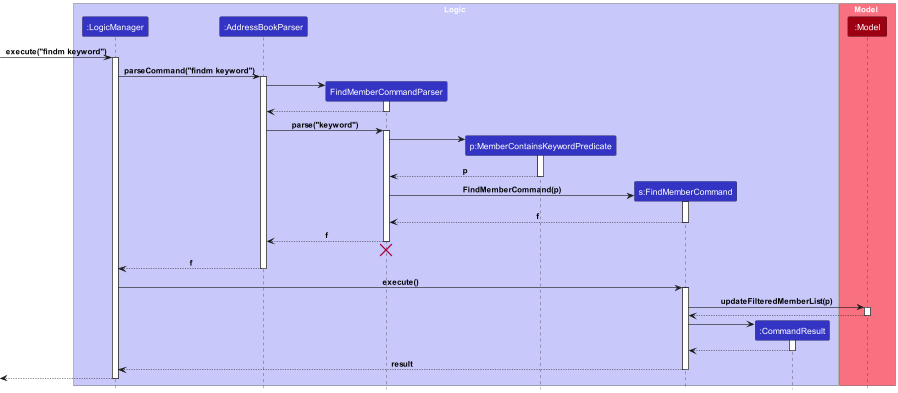 Logic
Model
:LogicManager
:AddressBookParser
:Model
execute("findm keyword")
parseCommand("findm keyword")
FindMemberCommandParser
parse("keyword")
p:MemberContainsKeywordPredicate
p
FindMemberCommand(p)
s:FindMemberCommand
f
f
f
execute()
updateFilteredMemberList(p)
:CommandResult
result